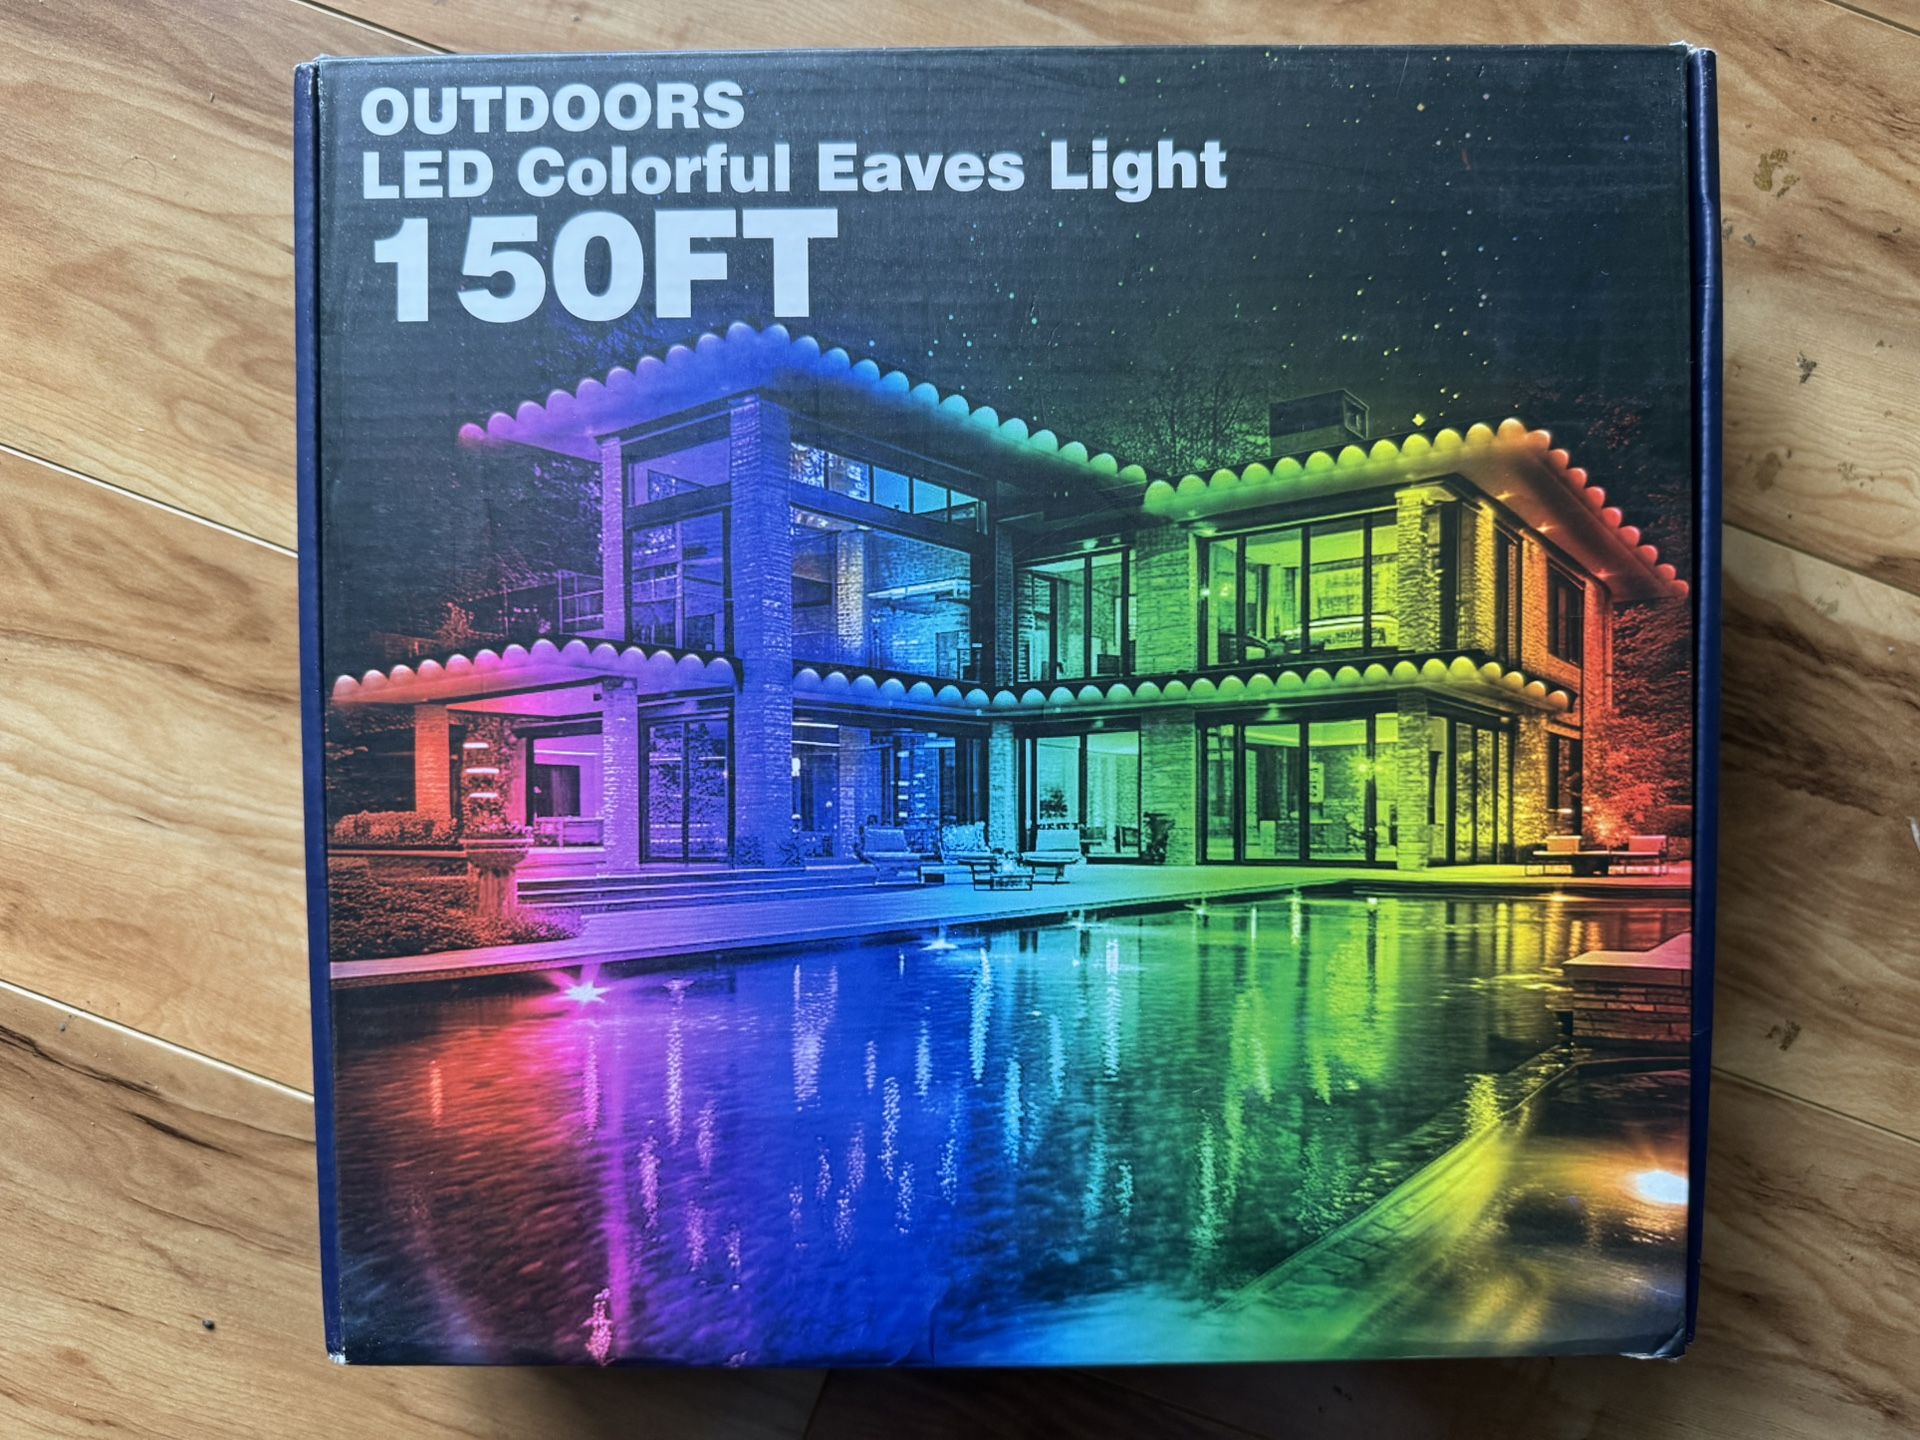 OUTDOORS
LED Colorful Eaves Light
150FT